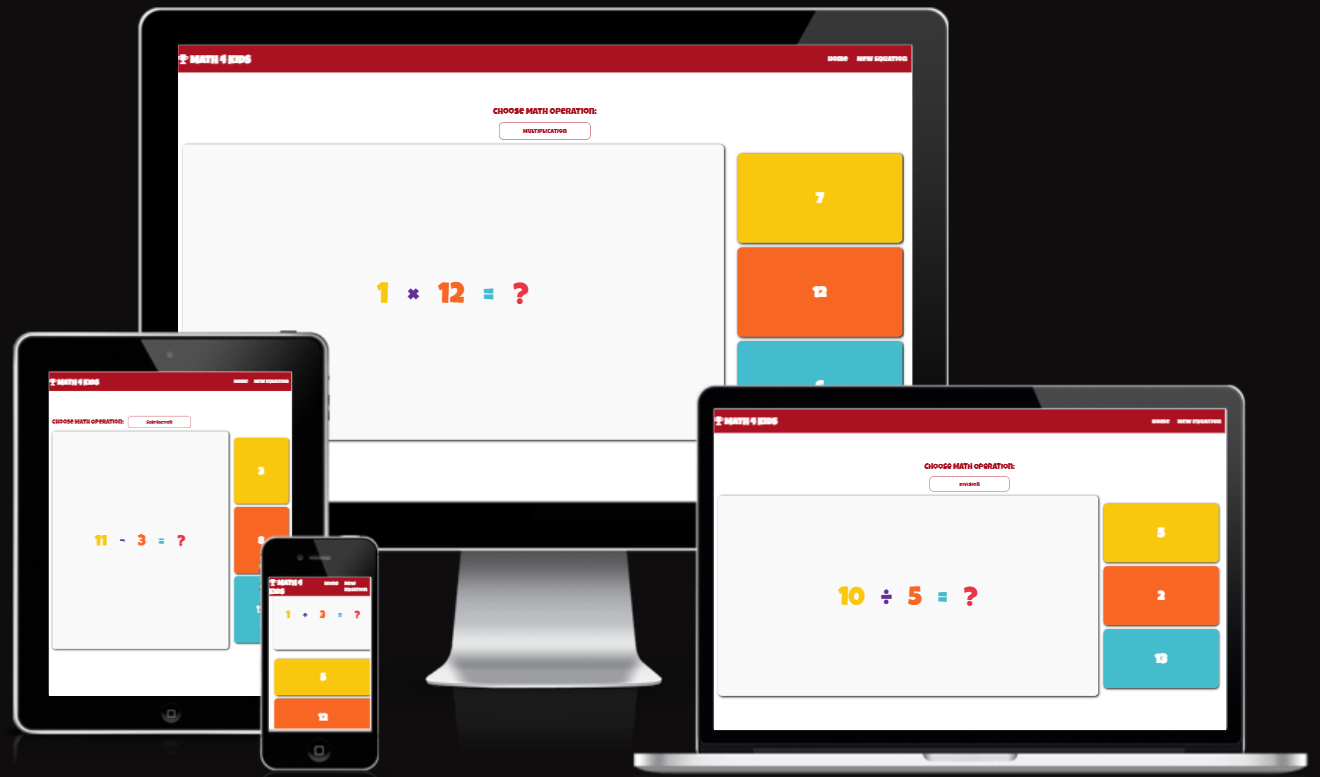 MATH 4 KIDS
Home New Equation
Choose Math Operation:
Multiplication
7
1 × 12 = ?
12
MATH 4 KIDS
Home New Equation
Choose Math Operation:
Subtraction
3
11 - 3 = ?
8
MATH 4
KIDS
Home New
Equation
1 + 3 = ?
5
12
MATH 4 KIDS
Home New Equation
Choose Math Operation:
Division
5
10 ÷ 5 = ?
2
13